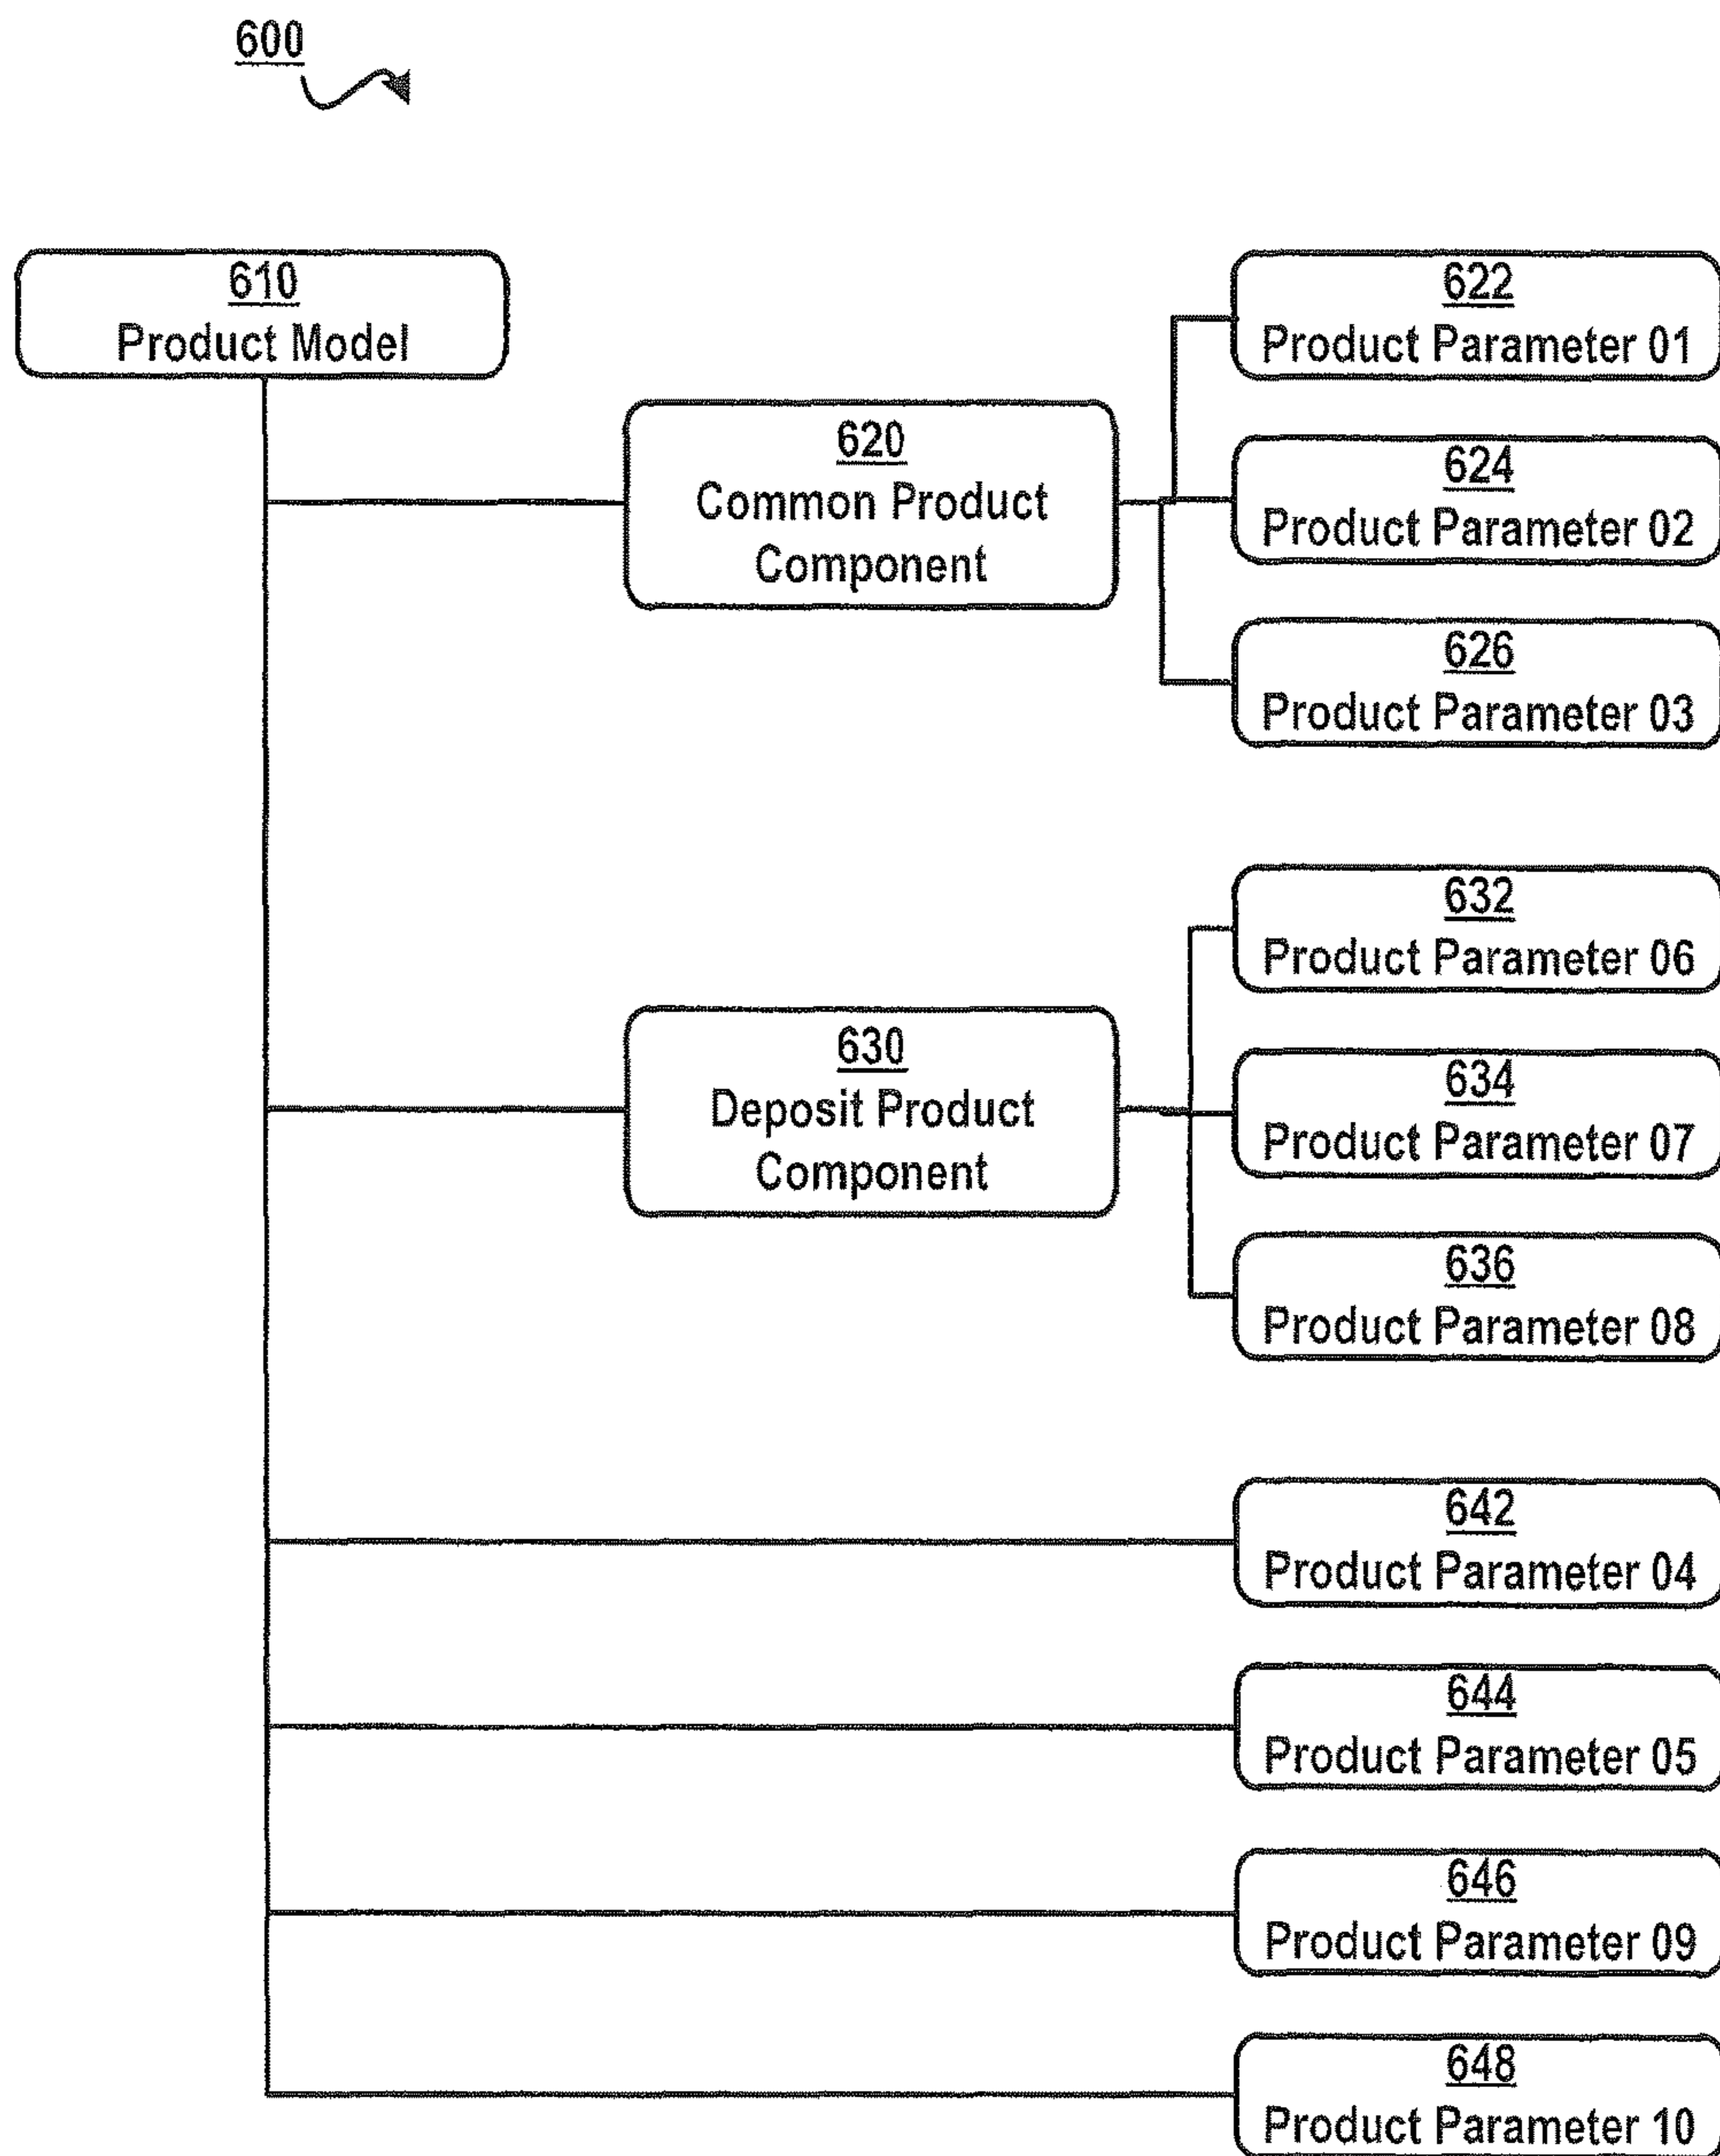 600
610
Product Model
620
Common Product
Component
622
Product Parameter 01
624
Product Parameter 02
626
Product Parameter 03
630
Deposit Product
Component
632
Product Parameter 06
634
Product Parameter 07
636
Product Parameter 08
642
Product Parameter 04
644
Product Parameter 05
646
Product Parameter 09
648
Product Parameter 10